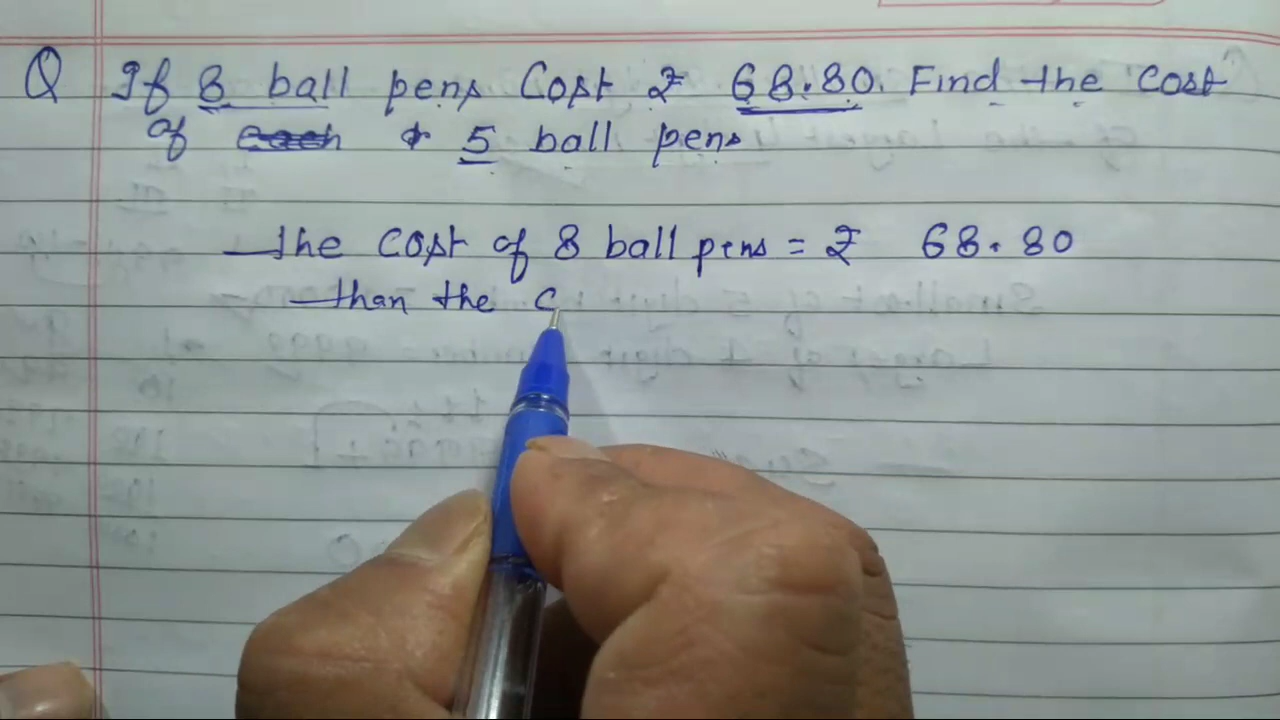 Q If 8 ball pens Cost ₹ 68.80. Find the cost
of 5 ball pens
The cost of 8 ball pens = ₹ 68.80
than the c